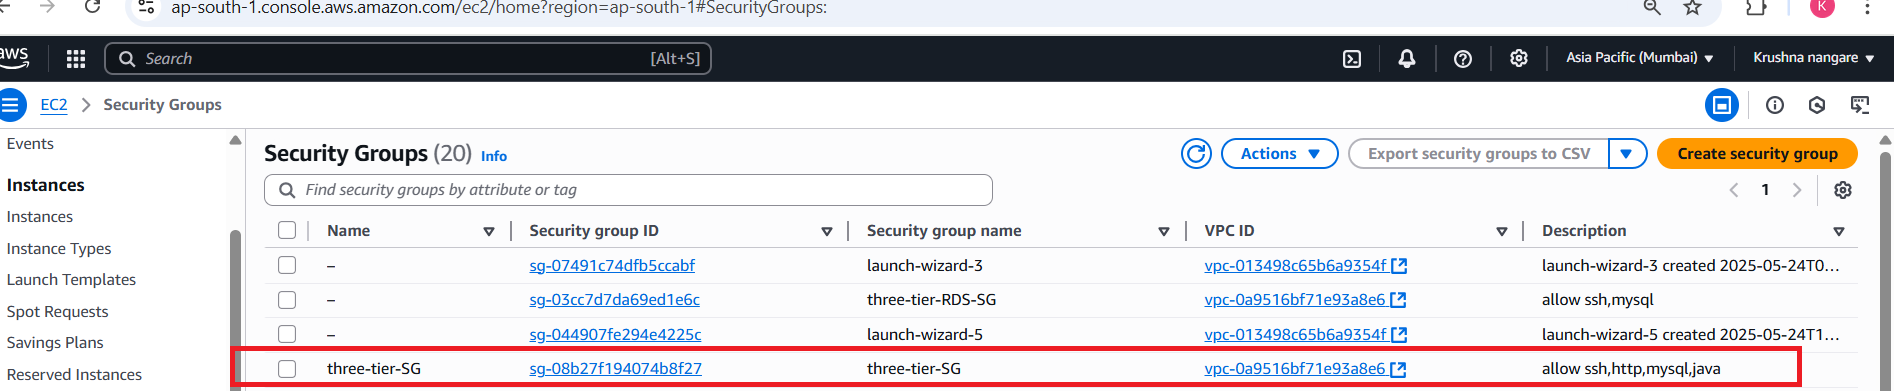 ap-south-1.console.aws.amazon.com/ec2/home?region=ap-south-1#SecurityGroups:
K
aws
Search [Alt+S]
Asia Pacific (Mumbai)
Krushna nangare
EC2 > Security Groups
Events
Instances
Instances
Instance Types
Launch Templates
Spot Requests
Savings Plans
Reserved Instances
Security Groups (20) Info
Actions
Export security groups to CSV
Create security group
Find security groups by attribute or tag
1
Name Security group ID Security group name VPC ID Description
– sg-07491c74dfb5ccabf launch-wizard-3 vpc-013498c65b6a9354f launch-wizard-3 created 2025-05-24T0...
– sg-03cc7d7da69ed1e6c three-tier-RDS-SG vpc-0a9516bf71e93a8e6 allow ssh,mysql
– sg-044907fe294e4225c launch-wizard-5 vpc-013498c65b6a9354f launch-wizard-5 created 2025-05-24T1...
three-tier-SG sg-08b27f194074b8f27 three-tier-SG vpc-0a9516bf71e93a8e6 allow ssh,http,mysql,java